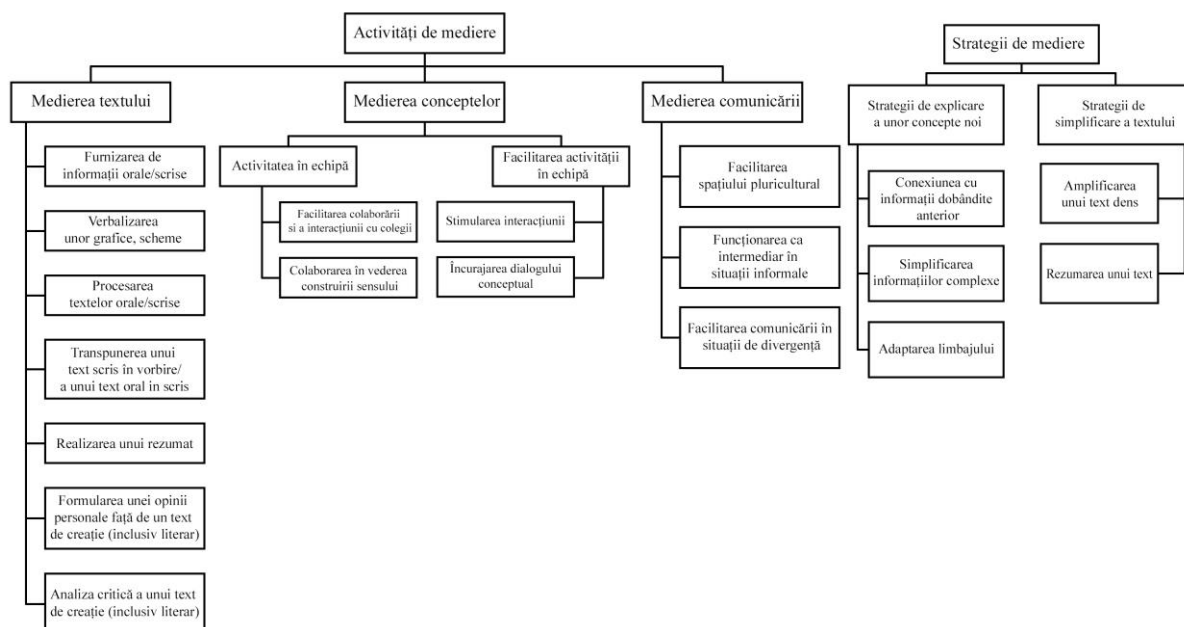 Activități de mediere
Medierea textului
Furnizarea de
informații orale/scrise
Verbalizarea
unor grafice, scheme
Procesarea
textelor orale/scrise
Transpunerea unui
text scris în vorbire/
a unui text oral in scris
Realizarea unui rezumat
Formularea unei opinii
personale față de un text
de creație (inclusiv literar)
Analiza critică a unui text
de creație (inclusiv literar)
Medierea conceptelor
Activitatea în echipă
Facilitarea colaborării
si a interacțiunii cu colegii
Colaborarea în vederea
construirii sensului
Facilitarea activității
în echipă
Stimularea interacțiunii
Încurajarea dialogului
conceptual
Medierea comunicării
Facilitarea
spațiului pluricultural
Funcționarea ca
intermediar în
situații informale
Facilitarea comunicării în
situații de divergență
Strategii de mediere
Strategii de explicare
a unor concepte noi
Conexiunea cu
informații dobândite
anterior
Simplificarea
informațiilor complexe
Adaptarea limbajului
Strategii de
simplificare a textului
Amplificarea
unui text dens
Rezumarea unui text